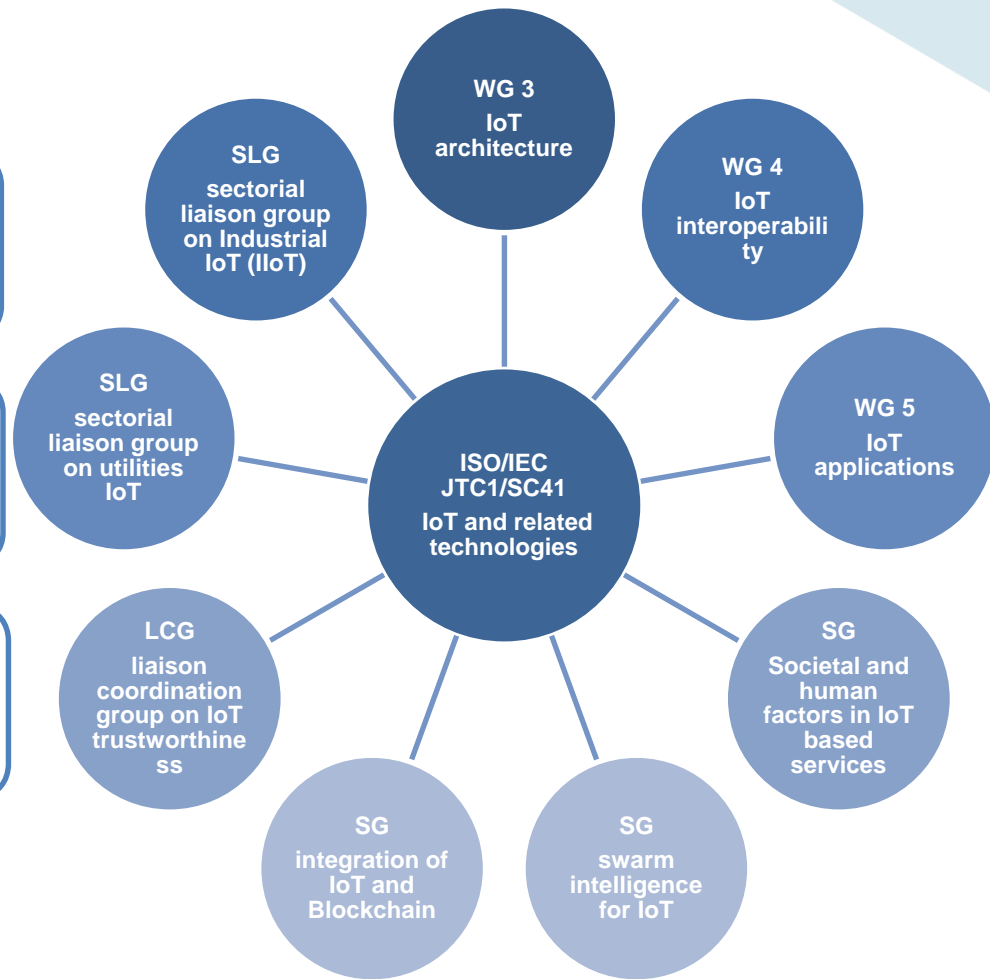 WG 3
IoT
architecture
WG 4
IoT
interoperabili
ty
WG 5
IoT
applications
SG
Societal and
human
factors in IoT
based
services
SG
swarm
intelligence
for IoT
SG
integration of
IoT and
Blockchain
LCG
liaison
coordination
group on IoT
trustworthine
ss
SLG
sectorial
liaison group
on utilities
IoT
SLG
sectorial
liaison group
on Industrial
IoT (IIoT)
ISO/IEC
JTC1/SC41
IoT and related
technologies